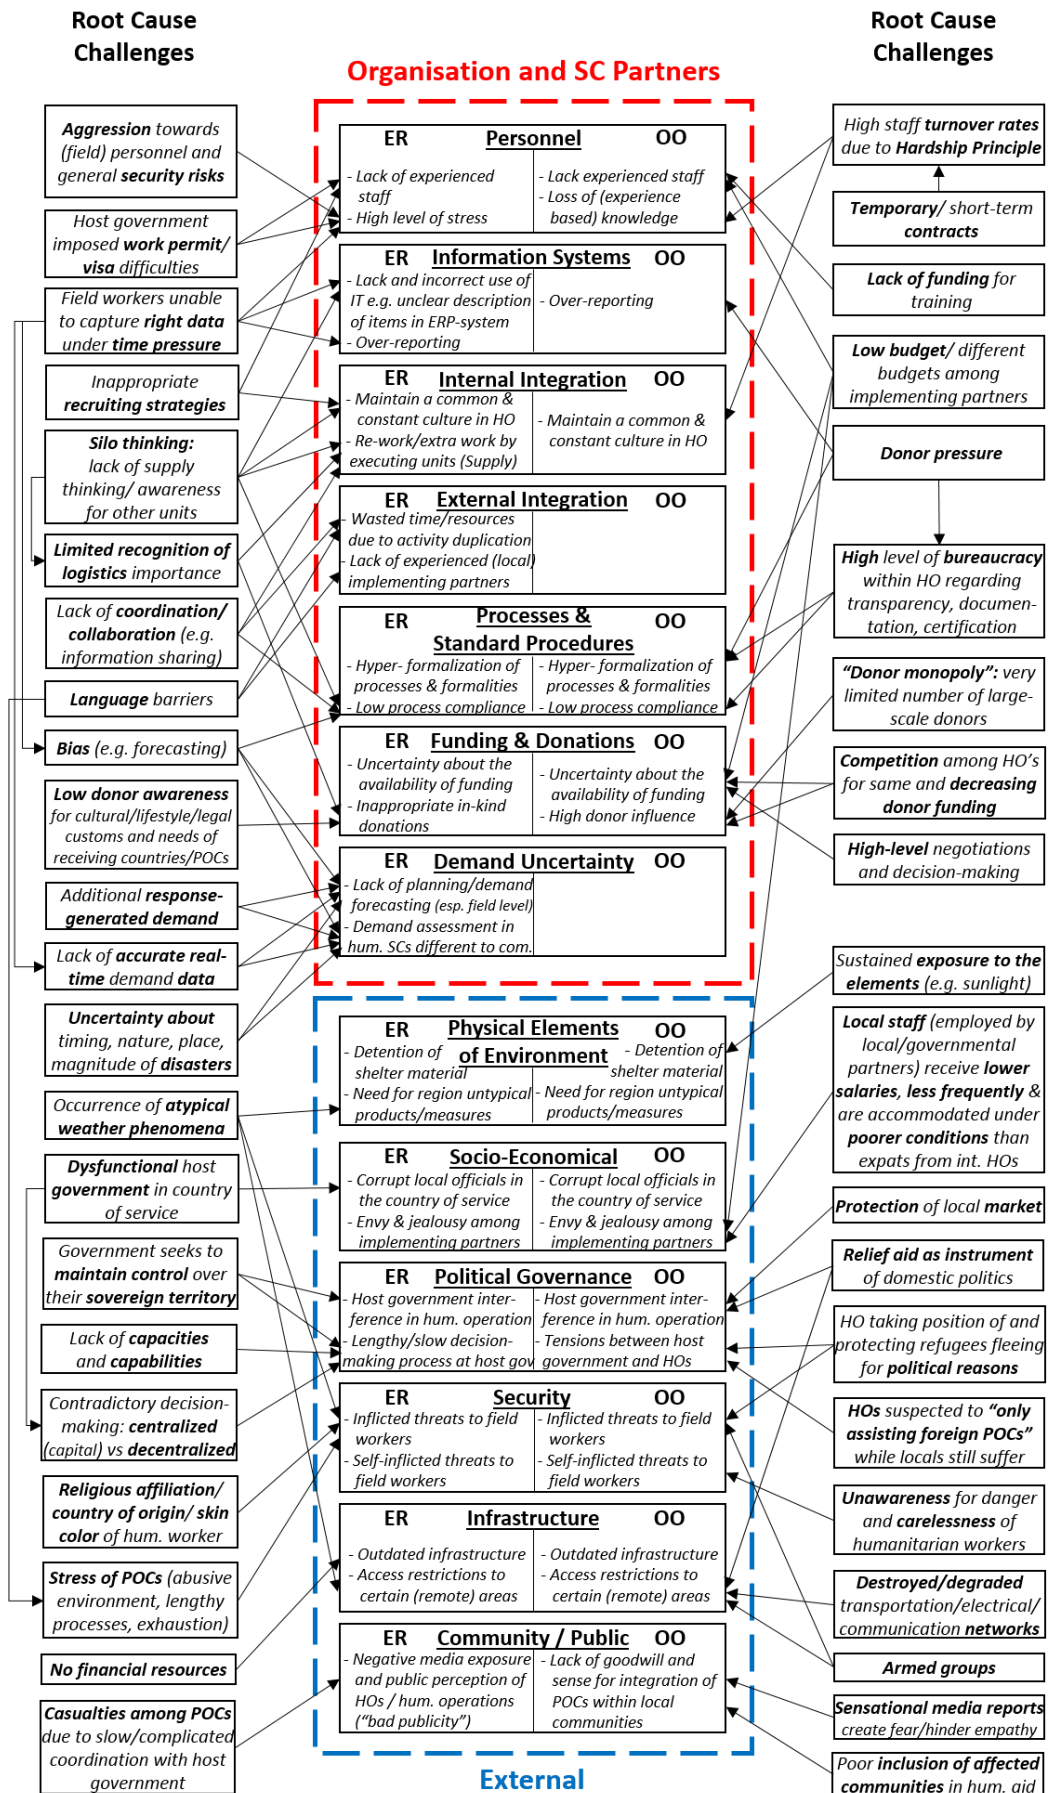 Root Cause
Challenges
Aggression towards
(field) personnel and
general security risks
Host government
imposed work permit/
visa difficulties
Field workers unable
to capture right data
under time pressure
Inappropriate
recruiting strategies
Silo thinking:
lack of supply
thinking/ awareness
for other units
Limited recognition of
logistics importance
Lack of coordination/
collaboration (e.g.
information sharing)
Language barriers
Bias (e.g. forecasting)
Low donor awareness
for cultural/lifestyle/legal
customs and needs of
receiving countries/POCs
Additional response-
generated demand
Lack of accurate real-
time demand data
Uncertainty about
timing, nature, place,
magnitude of disasters
Occurrence of atypical
weather phenomena
Dysfunctional host
government in country
of service
Government seeks to
maintain control over
their sovereign territory
Lack of capacities
and capabilities
Contradictory decision-
making: centralized
(capital) vs decentralized
Religious affiliation/
country of origin/ skin
color of hum. worker
Stress of POCs (abusive
environment, lengthy
processes, exhaustion)
No financial resources
Casualties among POCs
due to slow/complicated
coordination with host
government
Organisation and SC Partners
ER Personnel OO
- Lack of experienced
staff
- High level of stress
- Lack experienced staff
- Loss of (experience
based) knowledge
ER Information Systems OO
- Lack and incorrect use of
IT e.g. unclear description
of items in ERP-system
- Over-reporting
- Over-reporting
ER Internal Integration OO
- Maintain a common &
constant culture in HO
- Re-work/extra work by
executing units (Supply)
- Maintain a common &
constant culture in HO
ER External Integration OO
- Wasted time/resources
due to activity duplication
- Lack of experienced (local)
implementing partners
ER Processes & OO
Standard Procedures
- Hyper- formalization of
processes & formalities
- Low process compliance
- Hyper- formalization of
processes & formalities
- Low process compliance
ER Funding & Donations OO
- Uncertainty about the
availability of funding
- Inappropriate in-kind
donations
- Uncertainty about the
availability of funding
- High donor influence
ER Demand Uncertainty OO
- Lack of planning/demand
forecasting (esp. field level)
- Demand assessment in
hum. SCs different to com.
ER Physical Elements OO
of Environment
- Detention of
shelter material
- Need for region untypical
products/measures
- Detention of
shelter material
- Need for region untypical
products/measures
ER Socio-Economical OO
- Corrupt local officials in
the country of service
- Envy & jealousy among
implementing partners
- Corrupt local officials in
the country of service
- Envy & jealousy among
implementing partners
ER Political Governance OO
- Host government inter-
ference in hum. operation
- Lengthy/slow decision-
making process at host gov
- Host government inter-
ference in hum. operation
- Tensions between host
government and HOs
ER Security OO
- Inflicted threats to field
workers
- Self-inflicted threats to
field workers
- Inflicted threats to field
workers
- Self-inflicted threats to
field workers
ER Infrastructure OO
- Outdated infrastructure
- Access restrictions to
certain (remote) areas
- Outdated infrastructure
- Access restrictions to
certain (remote) areas
ER Community / Public OO
- Negative media exposure
and public perception of
HOs / hum. operations
("bad publicity")
- Lack of goodwill and
sense for integration of
POCs within local
communities
External
Root Cause
Challenges
High staff turnover rates
due to Hardship Principle
Temporary/ short-term
contracts
Lack of funding for
training
Low budget/ different
budgets among
implementing partners
Donor pressure
High level of bureaucracy
within HO regarding
transparency, documen-
tation, certification
“Donor monopoly”: very
limited number of large-
scale donors
Competition among HO’s
for same and decreasing
donor funding
High-level negotiations
and decision-making
Sustained exposure to the
elements (e.g. sunlight)
Local staff (employed by
local/governmental
partners) receive lower
salaries, less frequently &
are accommodated under
poorer conditions than
expats from int. HOs
Protection of local market
Relief aid as instrument
of domestic politics
HO taking position of and
protecting refugees fleeing
for political reasons
HOs suspected to “only
assisting foreign POCs”
while locals still suffer
Unawareness for danger
and carelessness of
humanitarian workers
Destroyed/degraded
transportation/electrical/
communication networks
Armed groups
Sensational media reports
create fear/hinder empathy
Poor inclusion of affected
communities in hum. aid